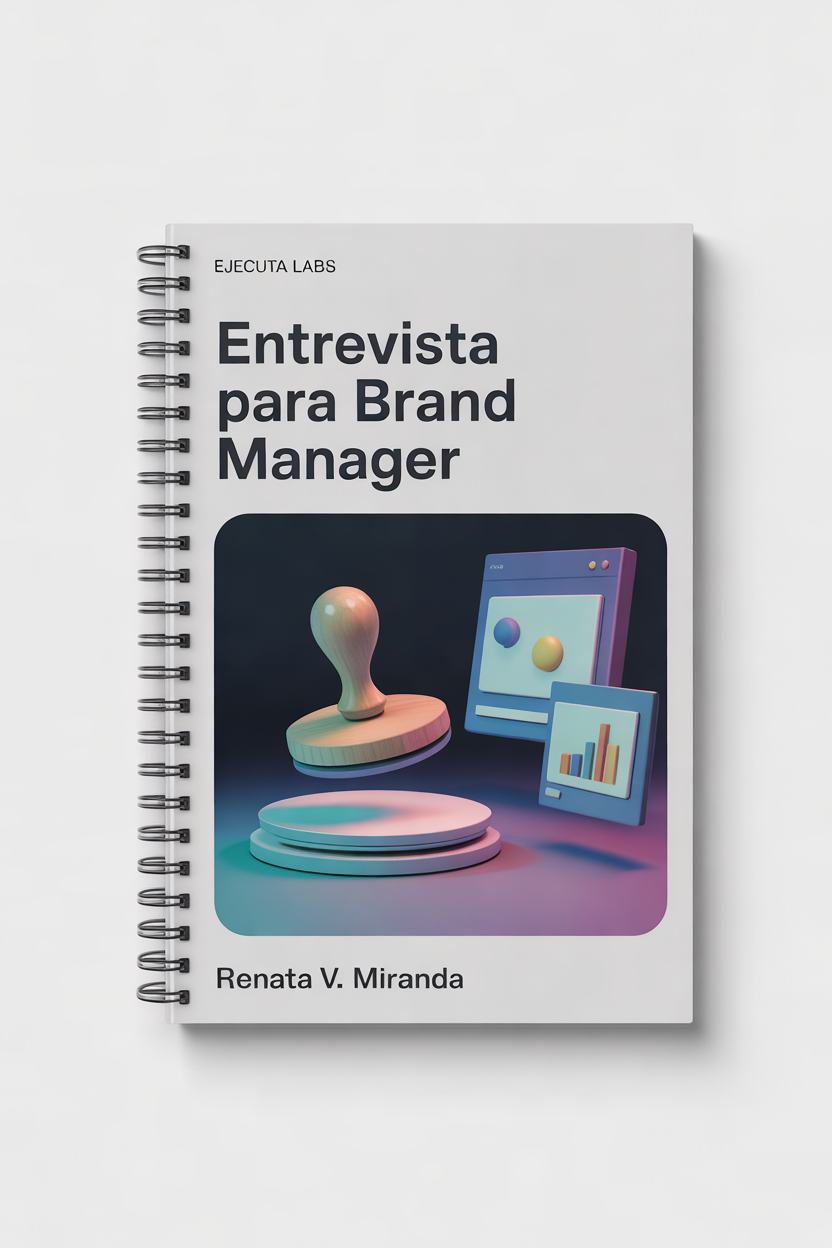 EJECUTA LABS
Entrevista
para Brand
Manager
Renata V. Miranda